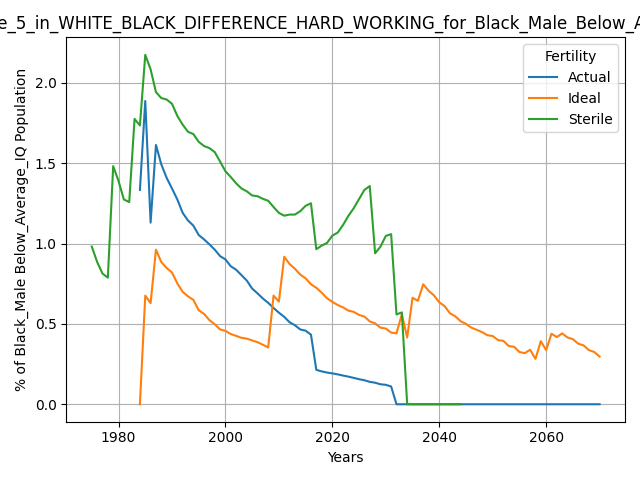 e_5_in_WHITE_BLACK_DIFFERENCE_HARD_WORKING_for_Black_Male_Below_A
Fertility
Actual
Ideal
Sterile
% of Black_Male Below_Average_IQ Population
2.0
1.5
1.0
0.5
0.0
1980 2000 2020 2040 2060
Years